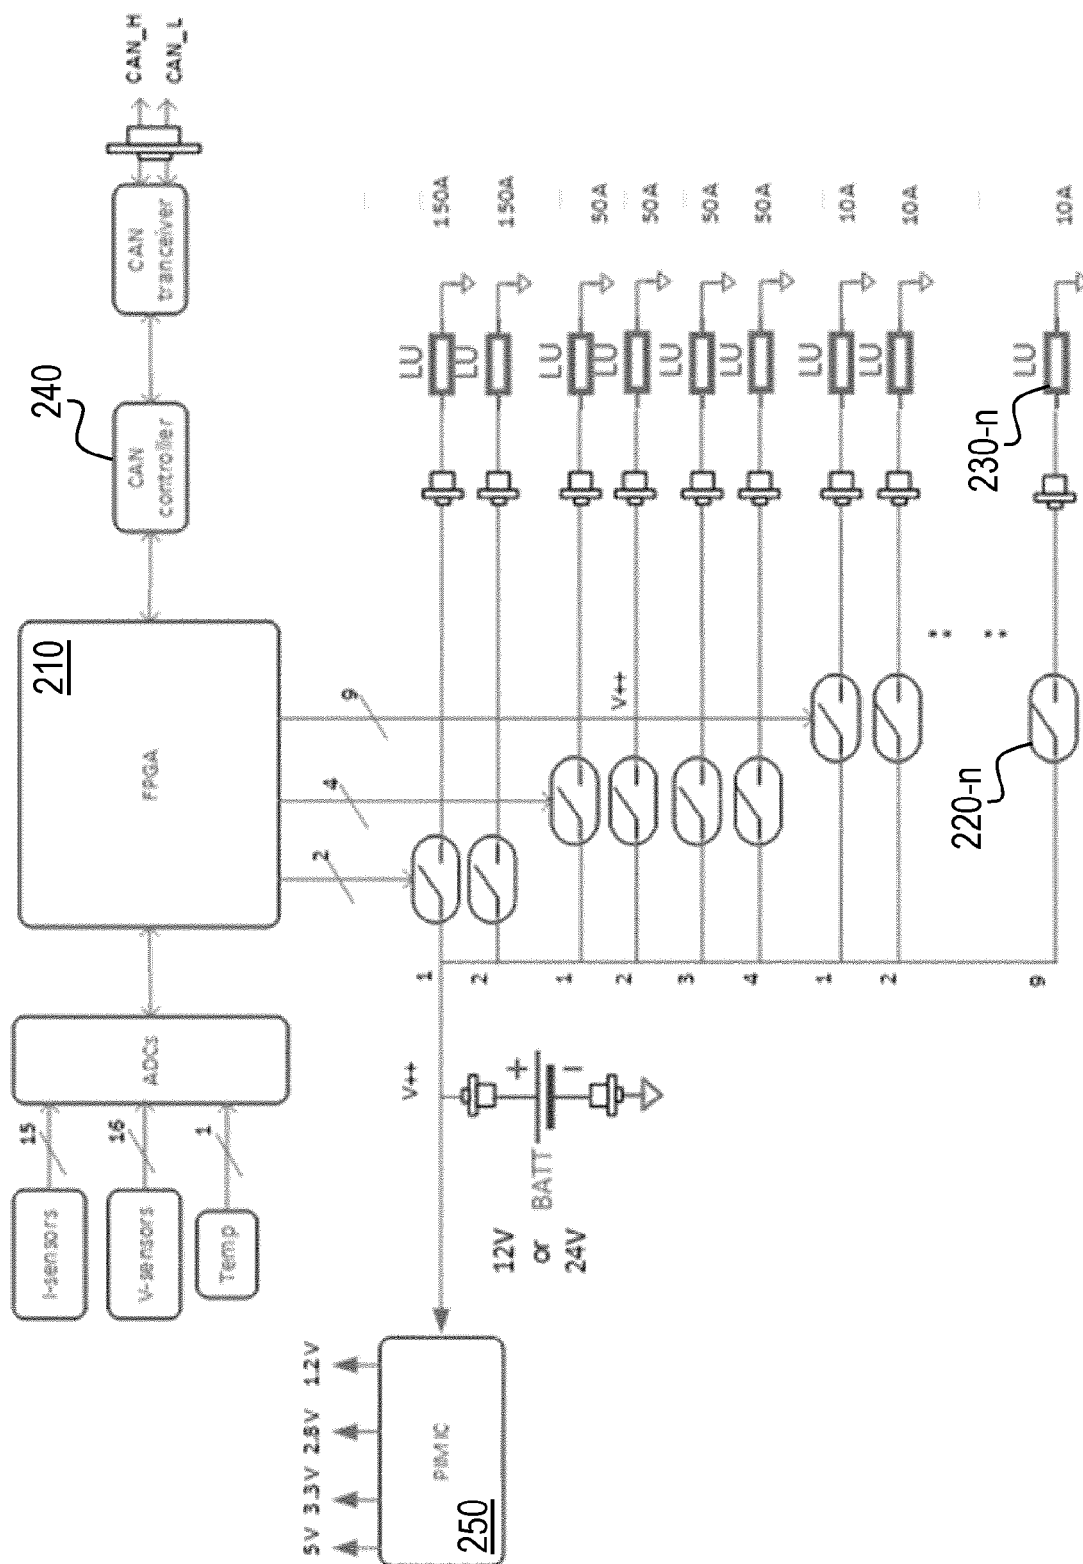 5V 3.3V 2.8V 1.2V
PIMIC
250
I-sensors
15
V-sensors
16
Temp
1
ADCs
FPGA
210
CAN
controller
240
CAN
tranceiver
CAN_H
CAN_L
2
4
9
V++
V++
12V
or
24V
BATT
+
−
1
2
1
2
3
4
1
2
9
LU
150A
LU
150A
LU
50A
LU
50A
LU
50A
LU
50A
LU
10A
LU
10A
LU
10A
220-n
230-n